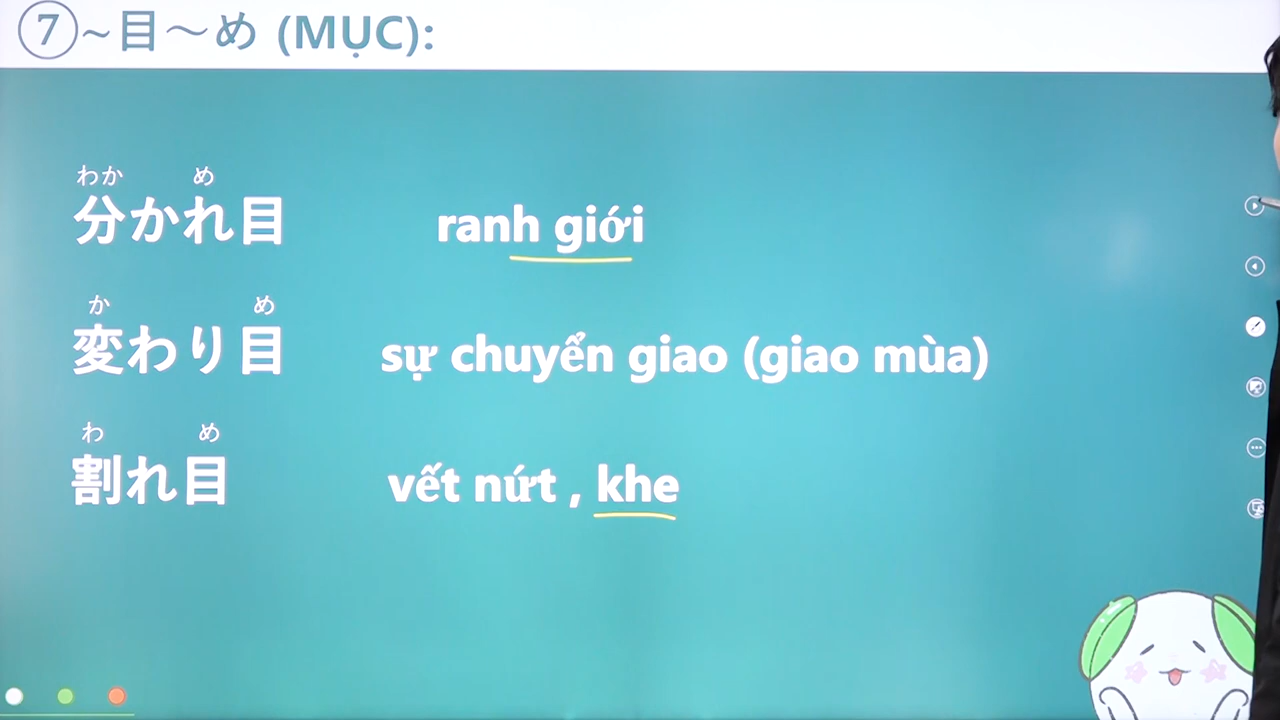 ⑦~目～め (MỤC):
わか め
分かれ目 ranh giới
か め
変わり目 sự chuyển giao (giao mùa)
わ め
割れ目 vết nứt , khe